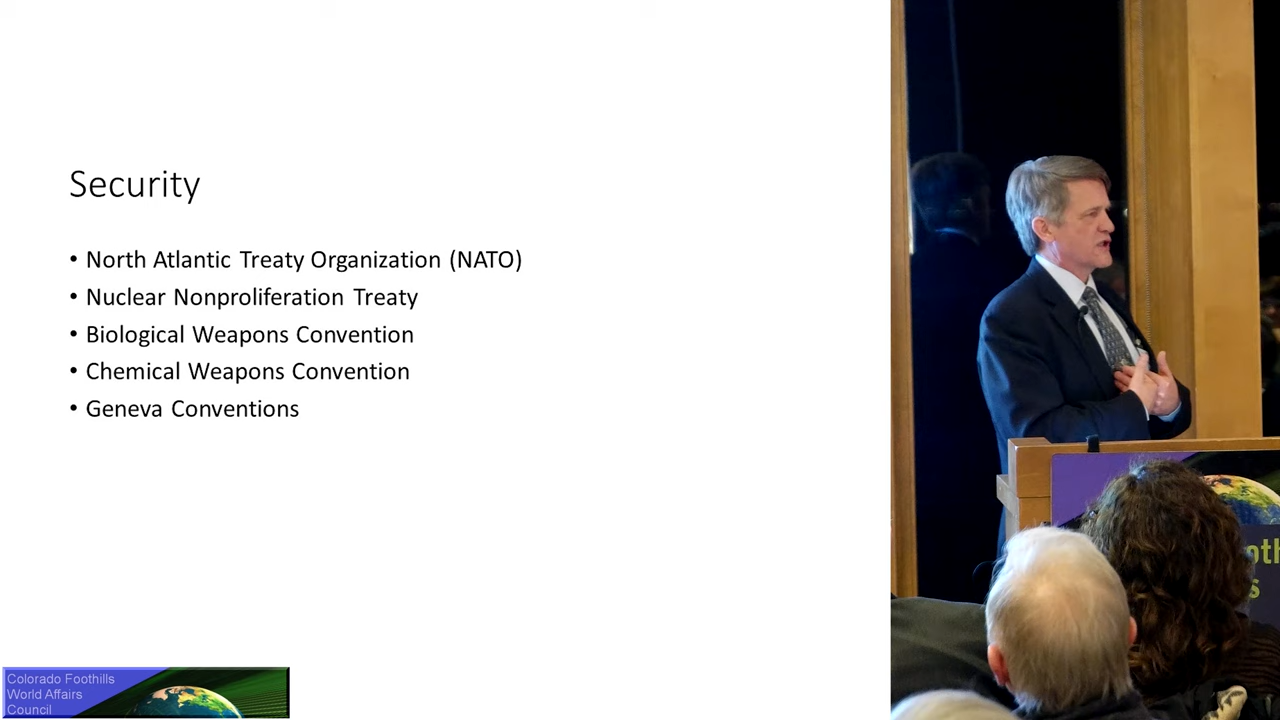 Security
• North Atlantic Treaty Organization (NATO)
• Nuclear Nonproliferation Treaty
• Biological Weapons Convention
• Chemical Weapons Convention
• Geneva Conventions
Colorado Foothills
World Affairs
Council